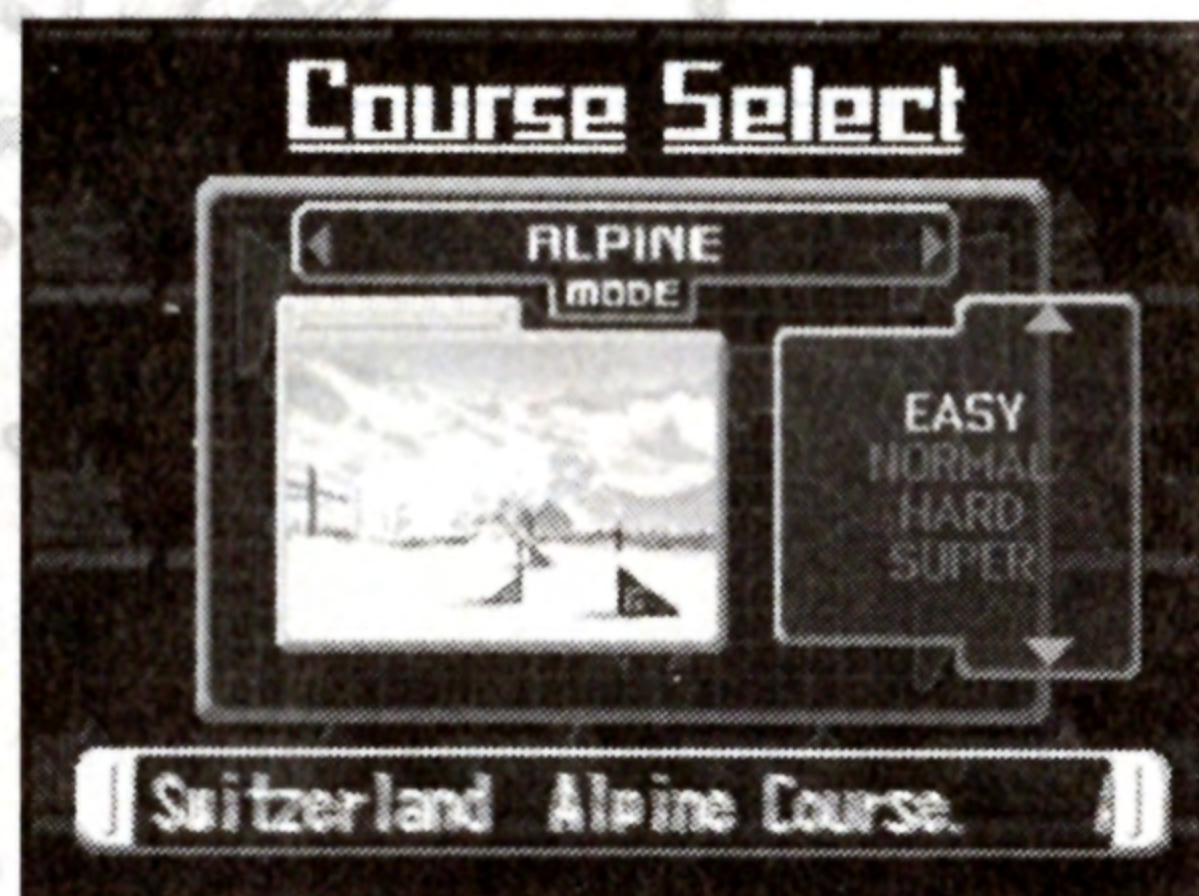 Course Select
ALPINE
MODE
EASY
NORMAL
HARD
SUPER
Switzerland Alpine Course.